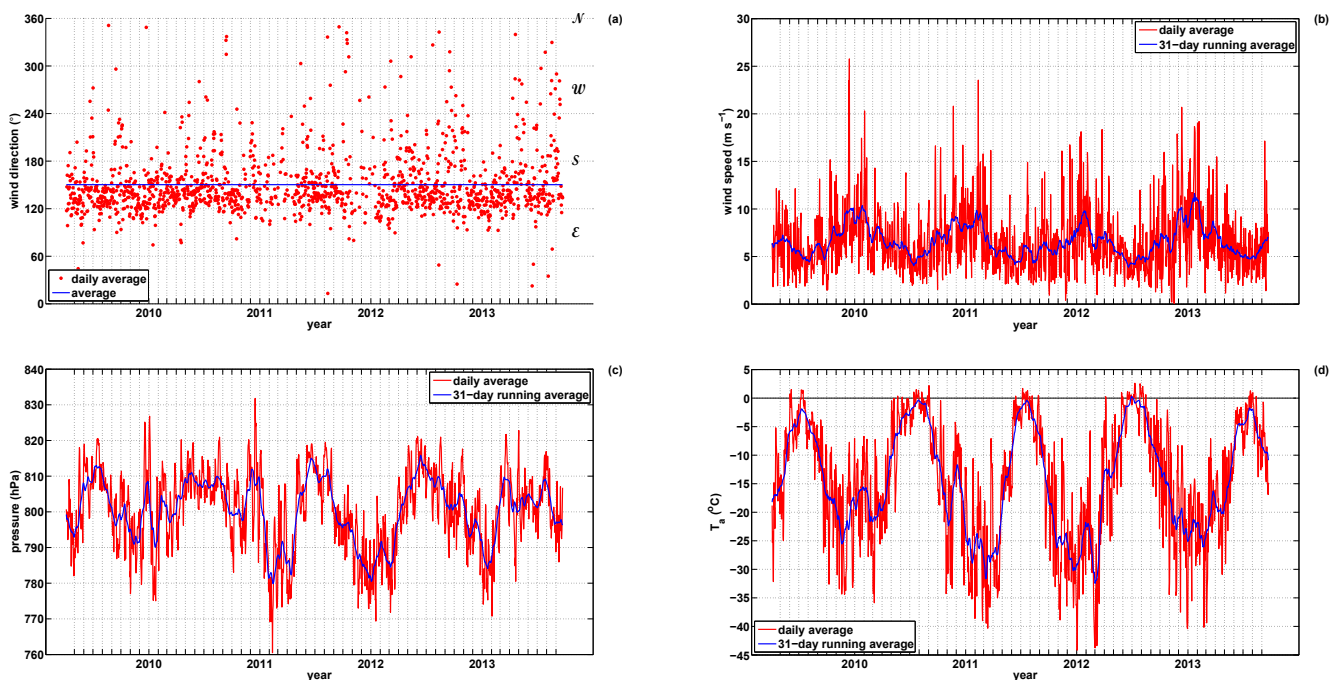 (a)
360
300
240
180
120
60
0
wind direction (°)
N
W
S
E
daily average
average
2010 2011 2012 2013
year
(b)
30
25
20
15
10
5
0
wind speed (m s⁻¹)
daily average
31−day running average
2010 2011 2012 2013
year
(c)
840
830
820
810
800
790
780
770
760
pressure (hPa)
daily average
31−day running average
2010 2011 2012 2013
year
(d)
5
0
−5
−10
−15
−20
−25
−30
−35
−40
−45
Tₐ (°C)
daily average
31−day running average
2010 2011 2012 2013
year